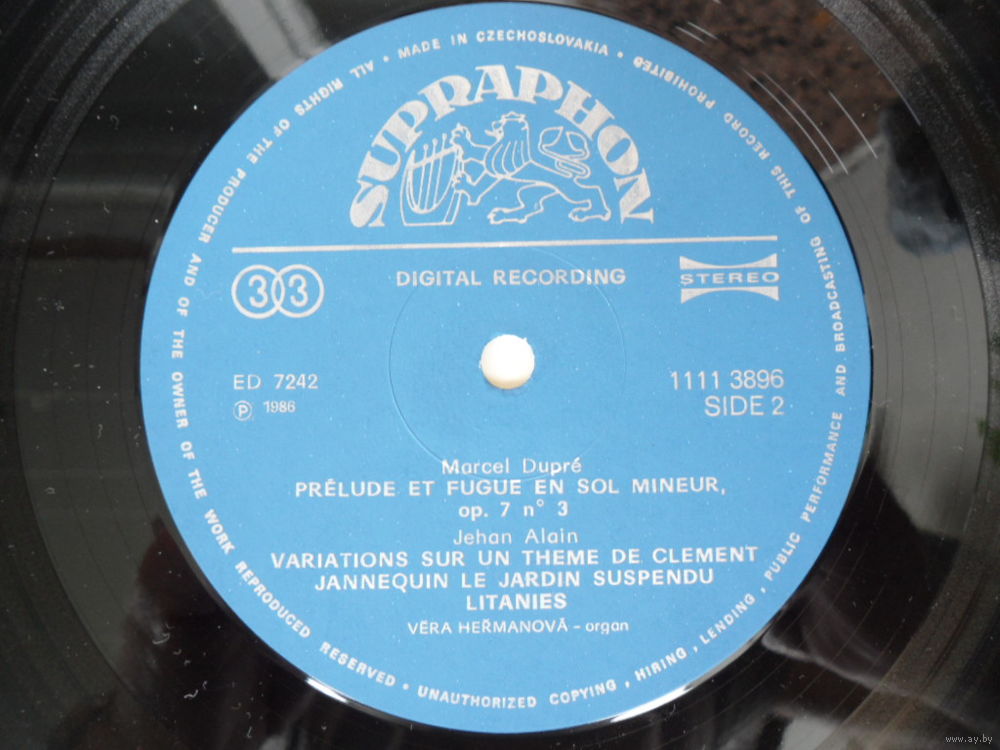 • MADE IN CZECHOSLOVAKIA • ALL RIGHTS OF THE PRODUCER AND OF THE OWNER OF THE WORK REPRODUCED RESERVED • UNAUTHORIZED COPYING, HIRING, LENDING, PUBLIC PERFORMANCE AND BROADCASTING OF THIS RECORD PROHIBITED
SUPRAPHON
33
DIGITAL RECORDING
STEREO
ED 7242
1111 3896
Ⓟ 1986
SIDE 2
Marcel Dupré
PRÉLUDE ET FUGUE EN SOL MINEUR,
op. 7 n° 3
Jehan Alain
VARIATIONS SUR UN THEME DE CLEMENT
JANNEQUIN LE JARDIN SUSPENDU
LITANIES
VĚRA HEŘMANOVÁ – organ
www.ay.by